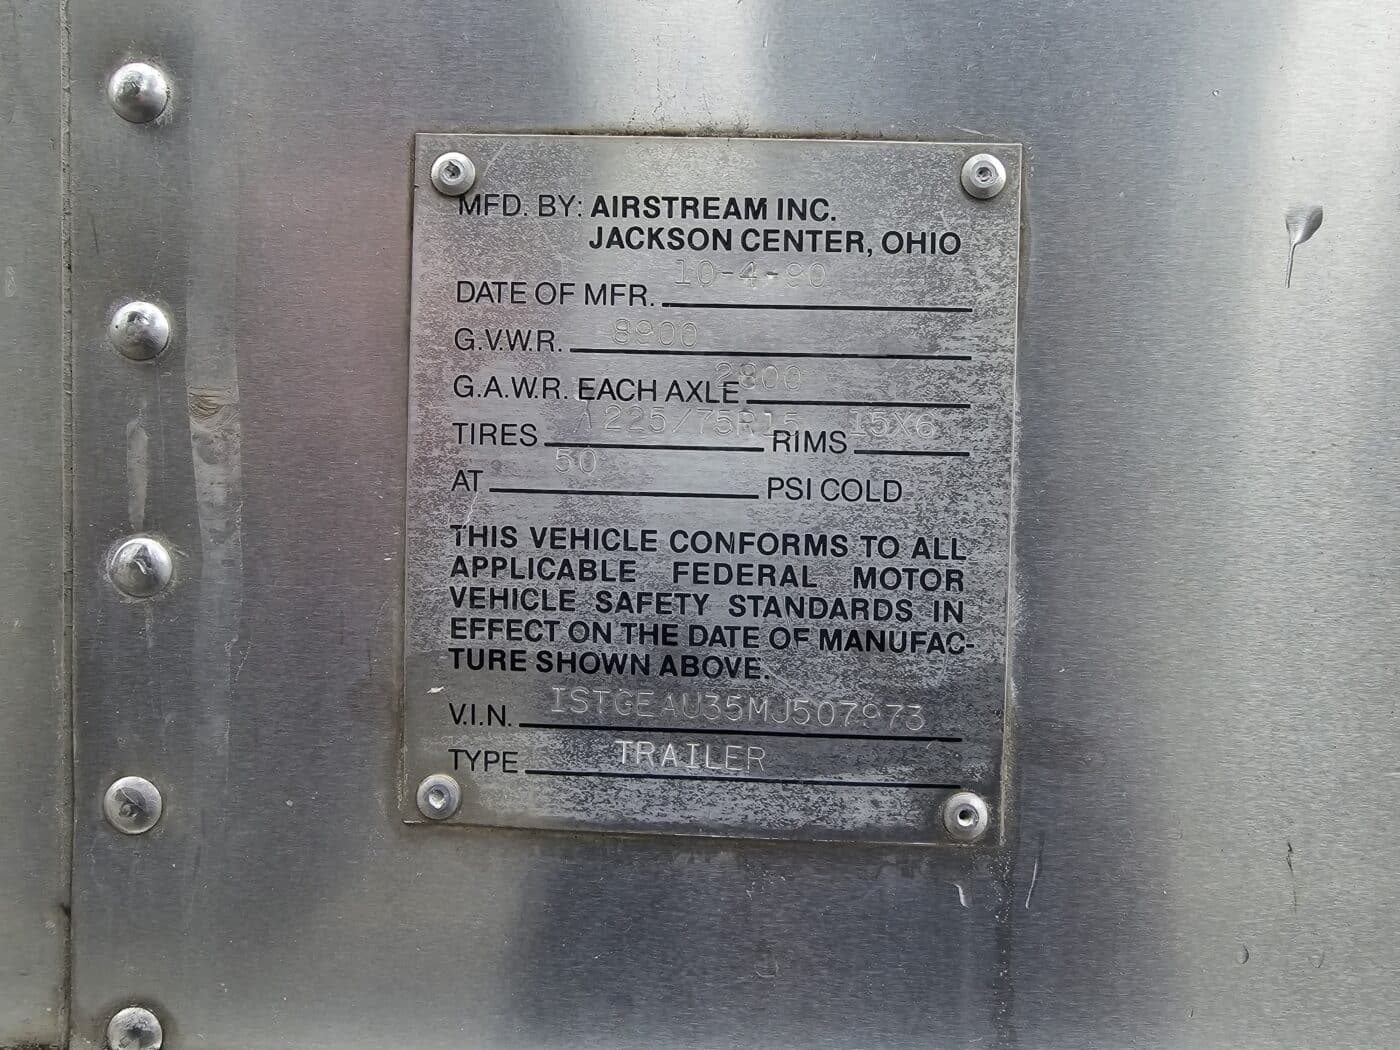 MFD. BY: AIRSTREAM INC.
JACKSON CENTER, OHIO
DATE OF MFR. 10-4-90
G.V.W.R. 8900
G.A.W.R. EACH AXLE 2800
TIRES 225/75R15 RIMS 15X6
AT 50 PSI COLD
THIS VEHICLE CONFORMS TO ALL
APPLICABLE FEDERAL MOTOR
VEHICLE SAFETY STANDARDS IN
EFFECT ON THE DATE OF MANUFAC-
TURE SHOWN ABOVE.
V.I.N. ISTGEAU35MJ507973
TYPE TRAILER